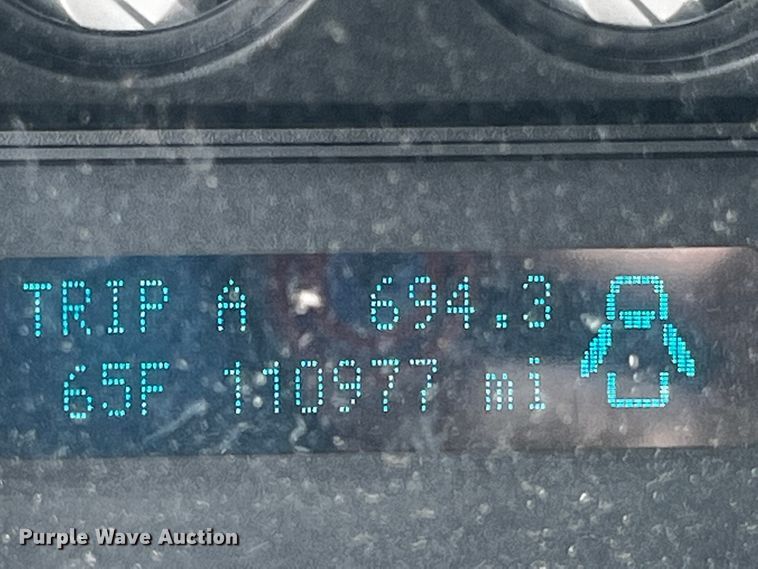 TRIP A 694.3
65F 110977 mi
Purple Wave Auction